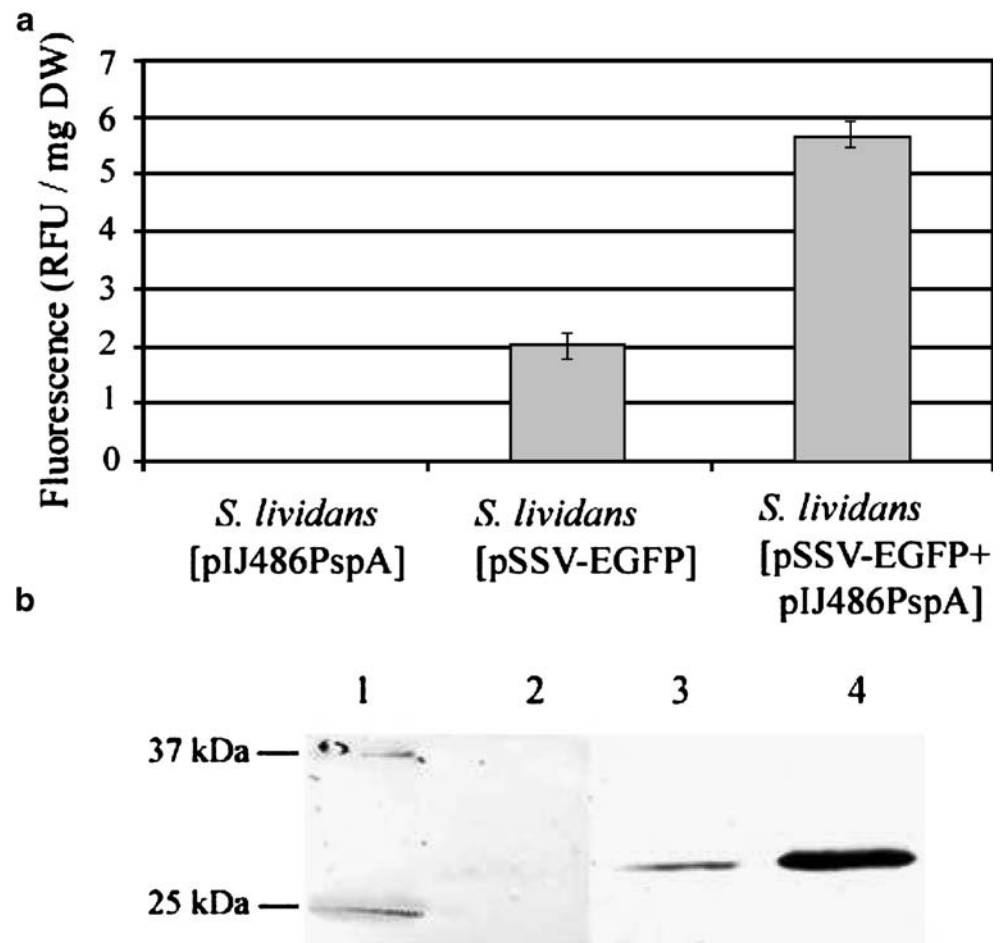 a
Fluorescence (RFU / mg DW)
7
6
5
4
3
2
1
0
S. lividans
[pIJ486PspA]
S. lividans
[pSSV-EGFP]
S. lividans
[pSSV-EGFP+
pIJ486PspA]
b
1 2 3 4
37 kDa
25 kDa